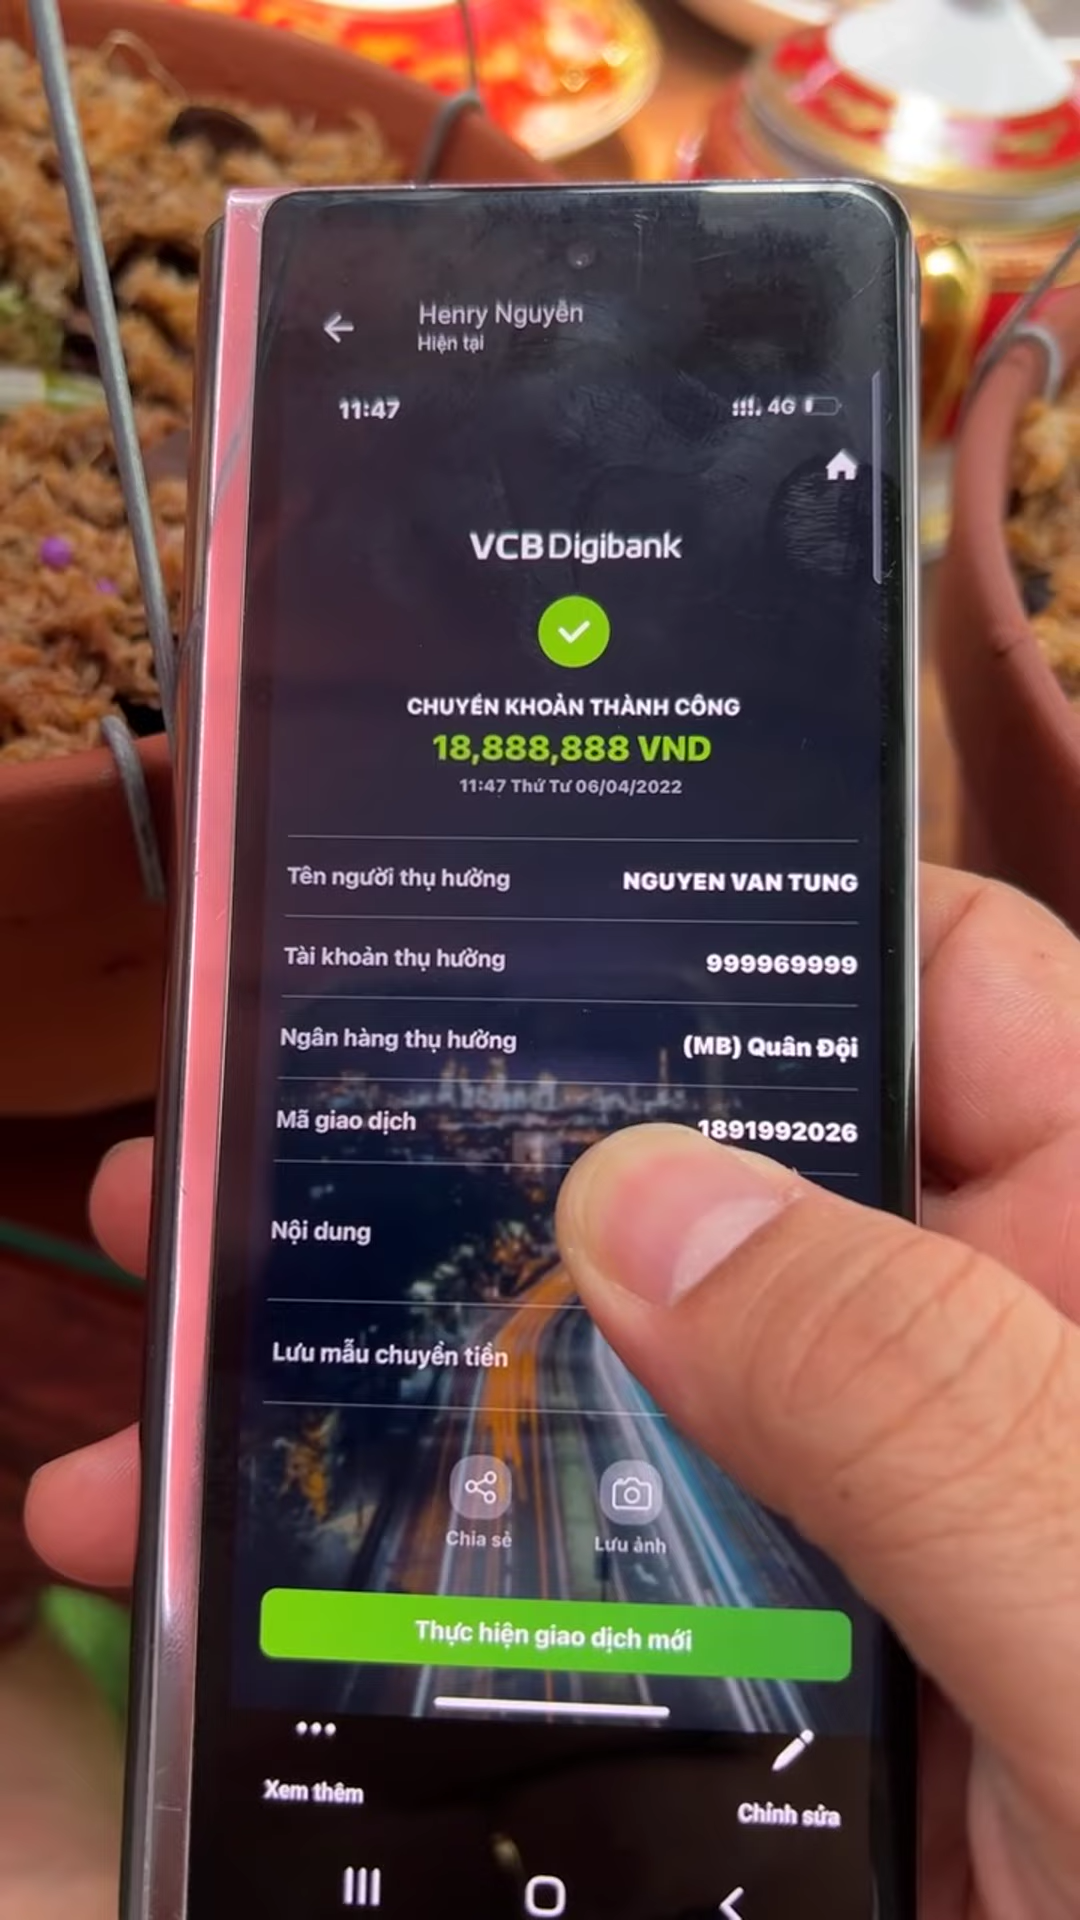 Henry Nguyễn
Hiện tại
11:47
4G
VCB Digibank
CHUYỂN KHOẢN THÀNH CÔNG
18,888,888 VND
11:47 Thứ Tư 06/04/2022
Tên người thụ hưởng NGUYEN VAN TUNG
Tài khoản thụ hưởng 999969999
Ngân hàng thụ hưởng (MB) Quân Đội
Mã giao dịch 1891992026
Nội dung
Lưu mẫu chuyển tiền
Chia sẻ Lưu ảnh
Thực hiện giao dịch mới
Xem thêm Chỉnh sửa